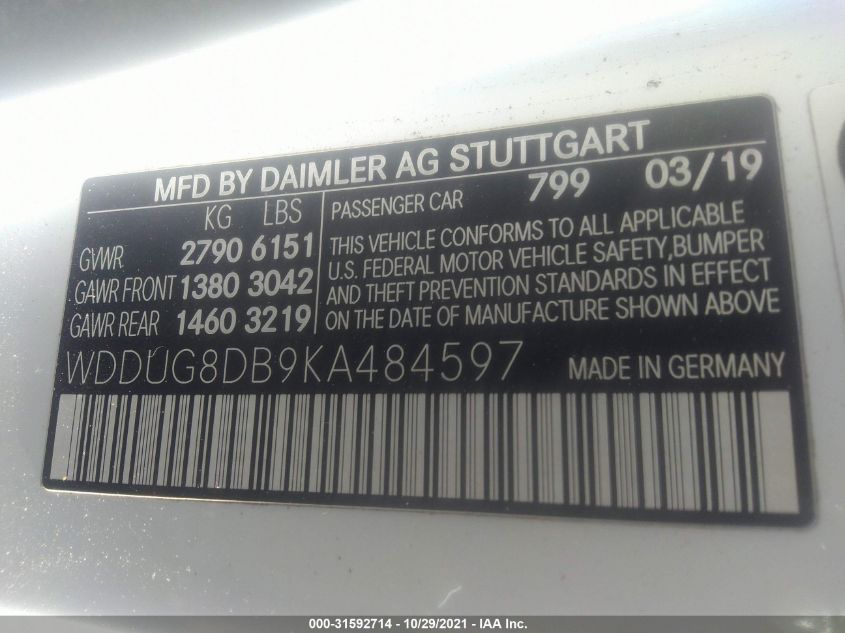 MFD BY DAIMLER AG STUTTGART
KG LBS
GVWR 2790 6151
GAWR FRONT 1380 3042
GAWR REAR 1460 3219
PASSENGER CAR 799 03/19
THIS VEHICLE CONFORMS TO ALL APPLICABLE
U.S. FEDERAL MOTOR VEHICLE SAFETY,BUMPER
AND THEFT PREVENTION STANDARDS IN EFFECT
ON THE DATE OF MANUFACTURE SHOWN ABOVE
WDDUG8DB9KA484597 MADE IN GERMANY
000-31592714 - 10/29/2021 - IAA Inc.